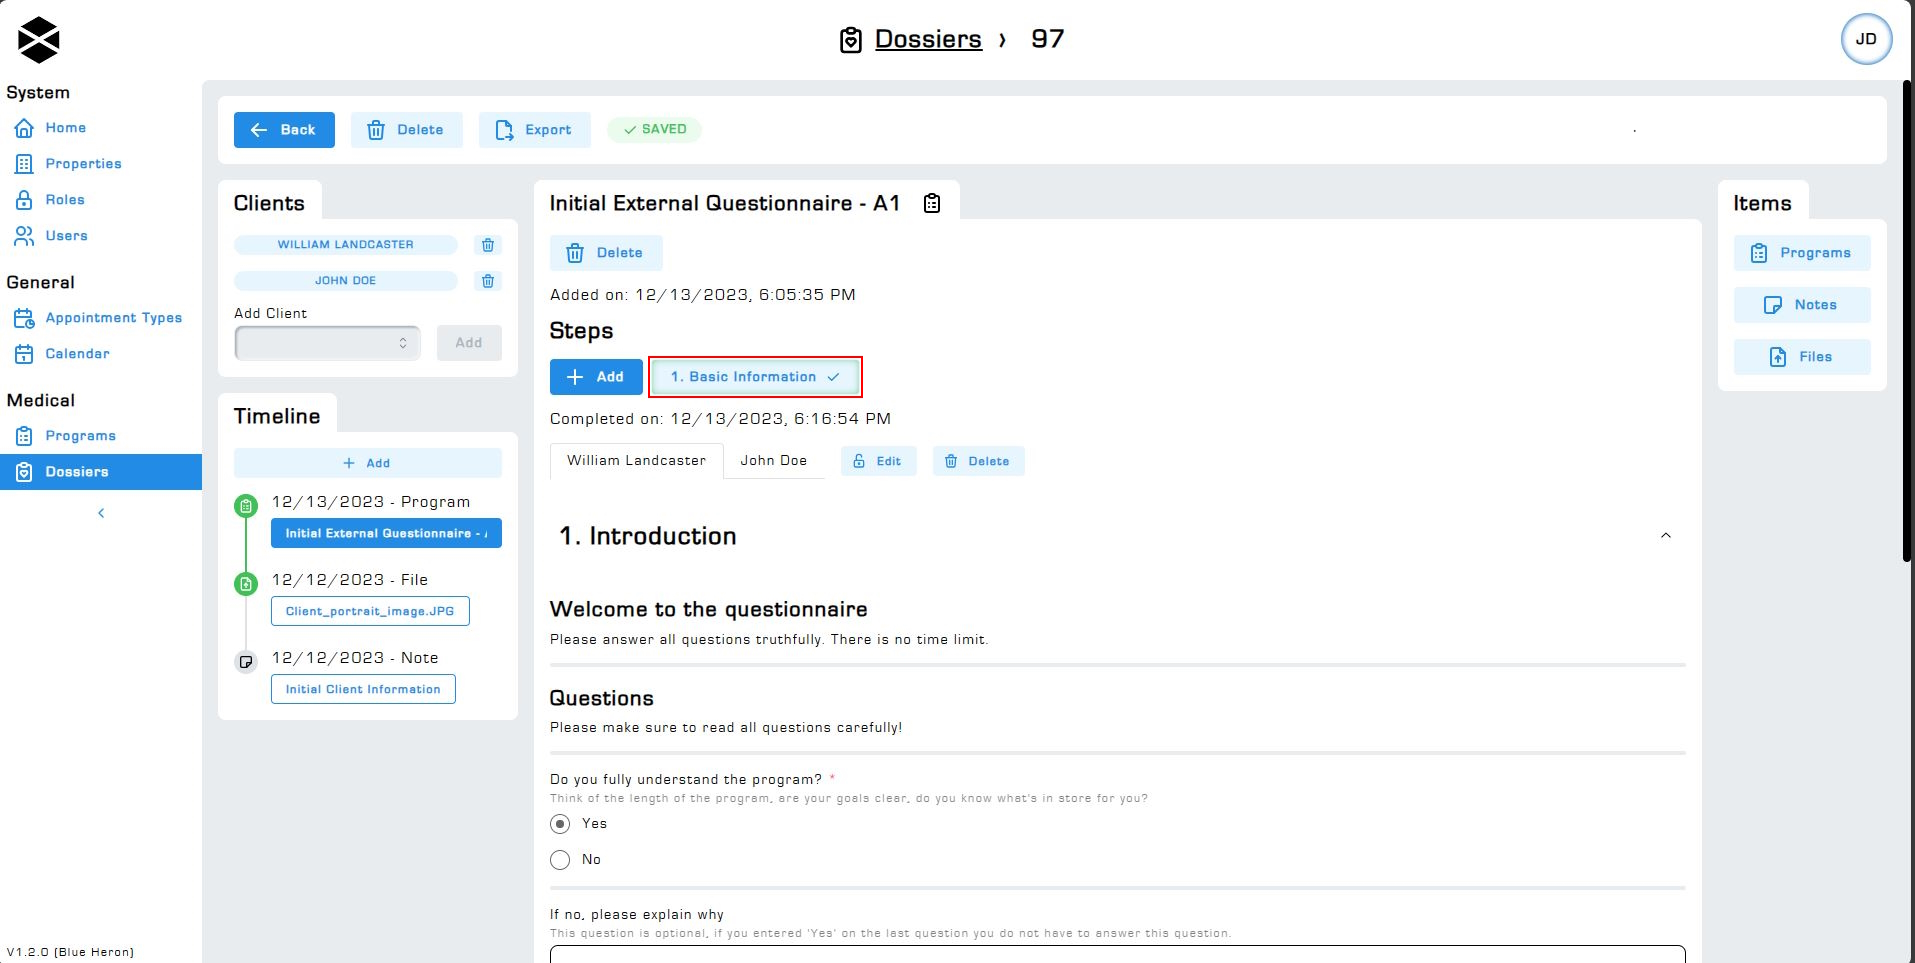 Dossiers › 97
JD
System
Home
Properties
Roles
Users
General
Appointment Types
Calendar
Medical
Programs
Dossiers
V1.2.0 (Blue Heron)
Back
Delete
Export
SAVED
Clients
WILLIAM LANDCASTER
JOHN DOE
Add Client
Add
Timeline
+ Add
12/13/2023 - Program
Initial External Questionnaire -
12/12/2023 - File
Client_portrait_image.JPG
12/12/2023 - Note
Initial Client Information
Initial External Questionnaire - A1
Delete
Added on: 12/13/2023, 6:05:35 PM
Steps
+ Add
1. Basic Information
Completed on: 12/13/2023, 6:16:54 PM
William Landcaster
John Doe
Edit
Delete
1. Introduction
Welcome to the questionnaire
Please answer all questions truthfully. There is no time limit.
Questions
Please make sure to read all questions carefully!
Do you fully understand the program? *
Think of the length of the program, are your goals clear, do you know what's in store for you?
Yes
No
If no, please explain why
This question is optional, if you entered 'Yes' on the last question you do not have to answer this question.
Items
Programs
Notes
Files